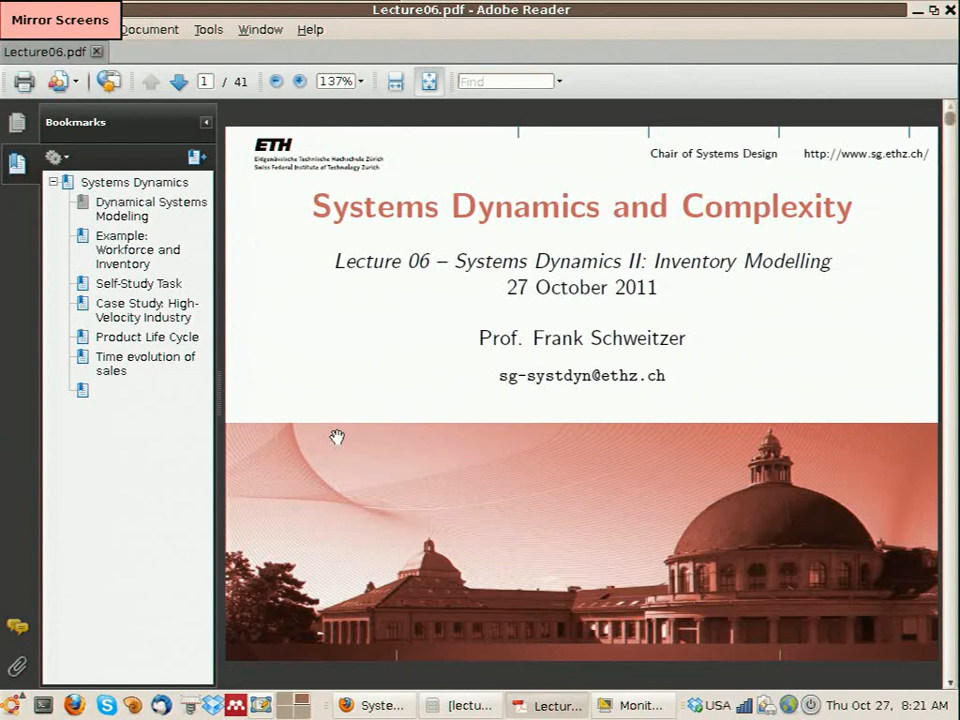 Lecture06.pdf - Adobe Reader
Mirror Screens
Document Tools Window Help
Lecture06.pdf
1 / 41 137% Find
Bookmarks
Systems Dynamics
Dynamical Systems
Modeling
Example:
Workforce and
Inventory
Self-Study Task
Case Study: High-
Velocity Industry
Product Life Cycle
Time evolution of
sales
ETH
Eidgenössische Technische Hochschule Zürich
Swiss Federal Institute of Technology Zurich
Chair of Systems Design http://www.sg.ethz.ch/
Systems Dynamics and Complexity
Lecture 06 – Systems Dynamics II: Inventory Modelling
27 October 2011
Prof. Frank Schweitzer
sg-systdyn@ethz.ch
Syste... [lectu... Lectur... Monit... USA Thu Oct 27, 8:21 AM